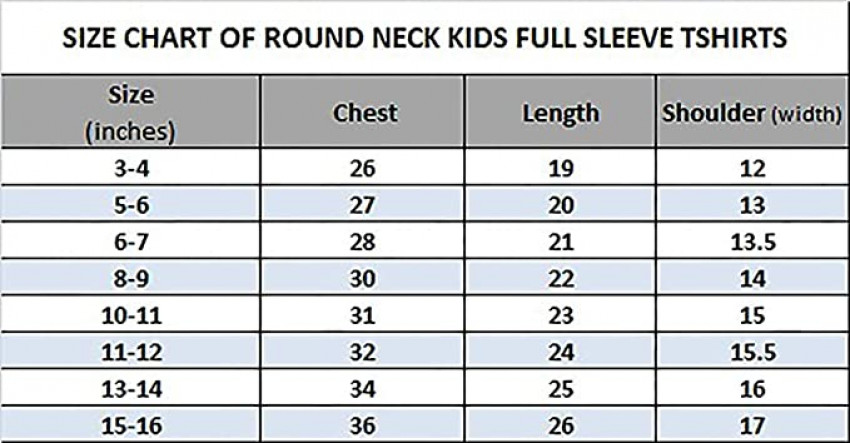 SIZE CHART OF ROUND NECK KIDS FULL SLEEVE TSHIRTS
Size (inches) Chest Length Shoulder (width)
3-4 26 19 12
5-6 27 20 13
6-7 28 21 13.5
8-9 30 22 14
10-11 31 23 15
11-12 32 24 15.5
13-14 34 25 16
15-16 36 26 17